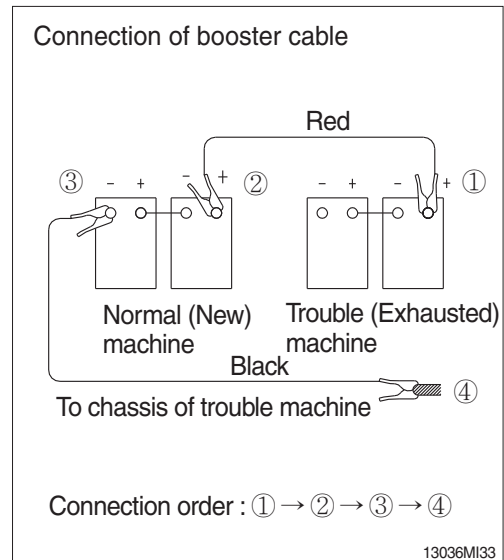 Connection of booster cable
Red
③ - + - + ② - + - + ①
Normal (New)
machine
Trouble (Exhausted)
machine
Black
To chassis of trouble machine ④
Connection order : ① → ② → ③ → ④
13036MI33